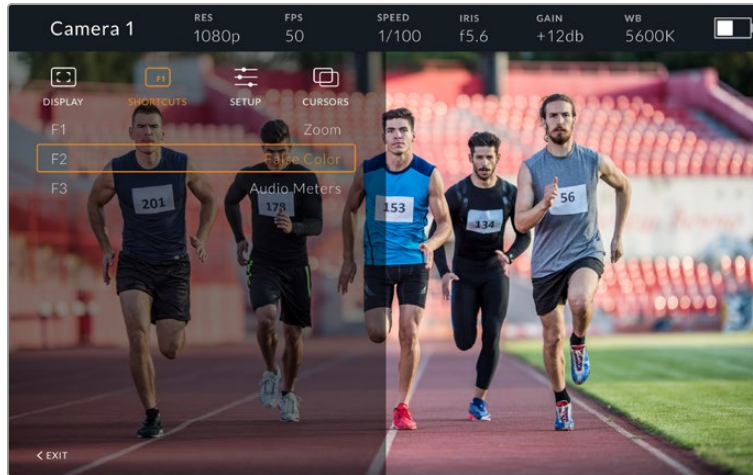 Camera 1
RES
1080p
FPS
50
SPEED
1/100
IRIS
f5.6
GAIN
+12db
WB
5600K
F1
DISPLAY
SHORTCUTS
SETUP
CURSORS
F1 Zoom
F2 False Color
F3 Audio Meters
201
178
153
134
56
< EXIT